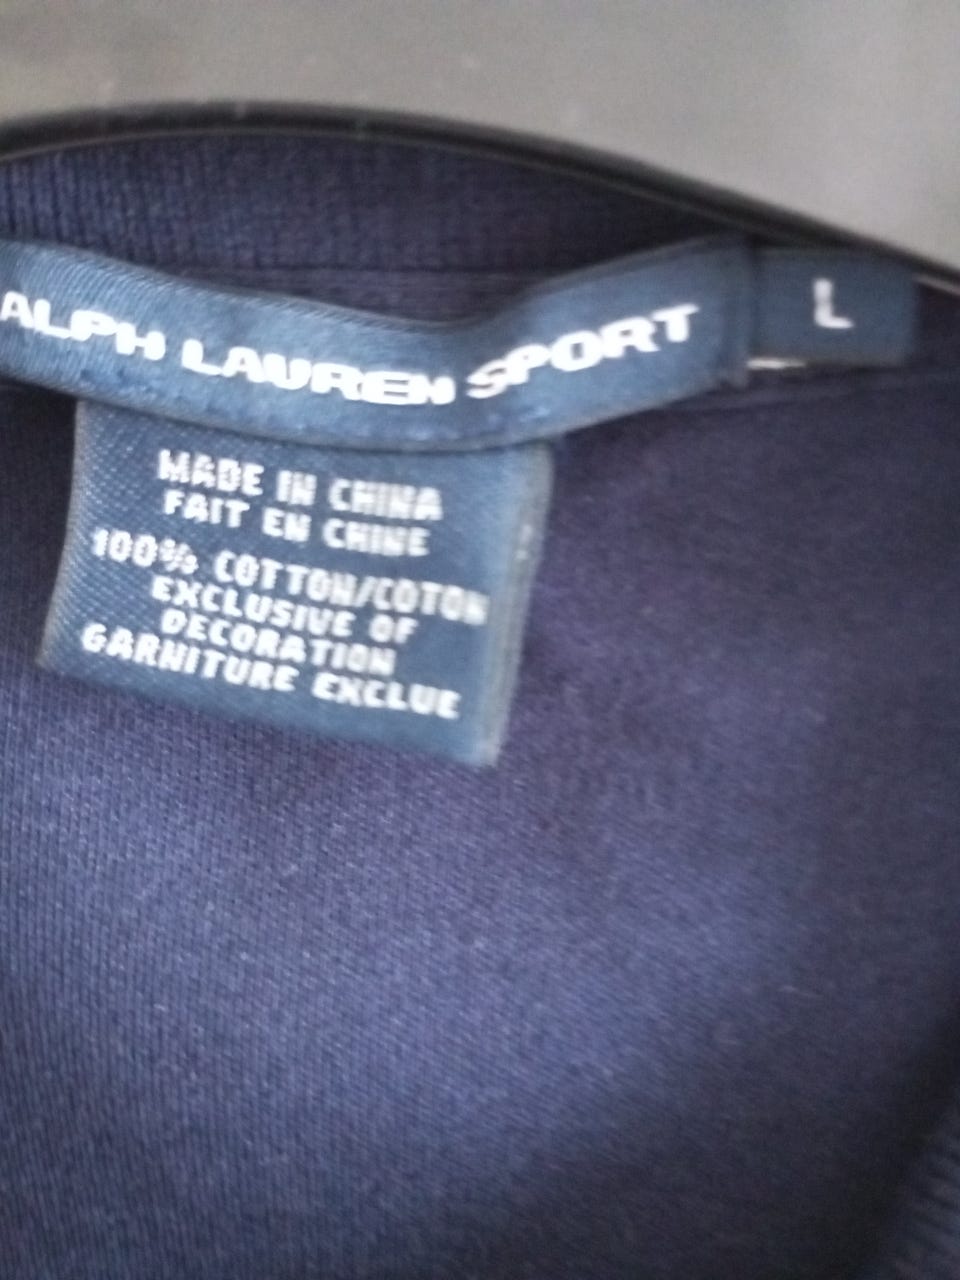 ALPH LAUREN SPORT
L
MADE IN CHINA
FAIT EN CHINE
100% COTTON/COTON
EXCLUSIVE OF
DECORATION
GARNITURE EXCLUE